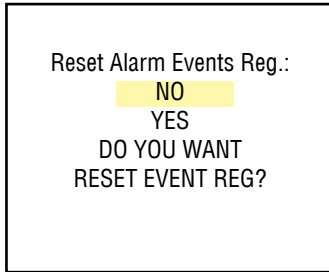 Reset Alarm Events Reg.:
NO
YES
DO YOU WANT
RESET EVENT REG?